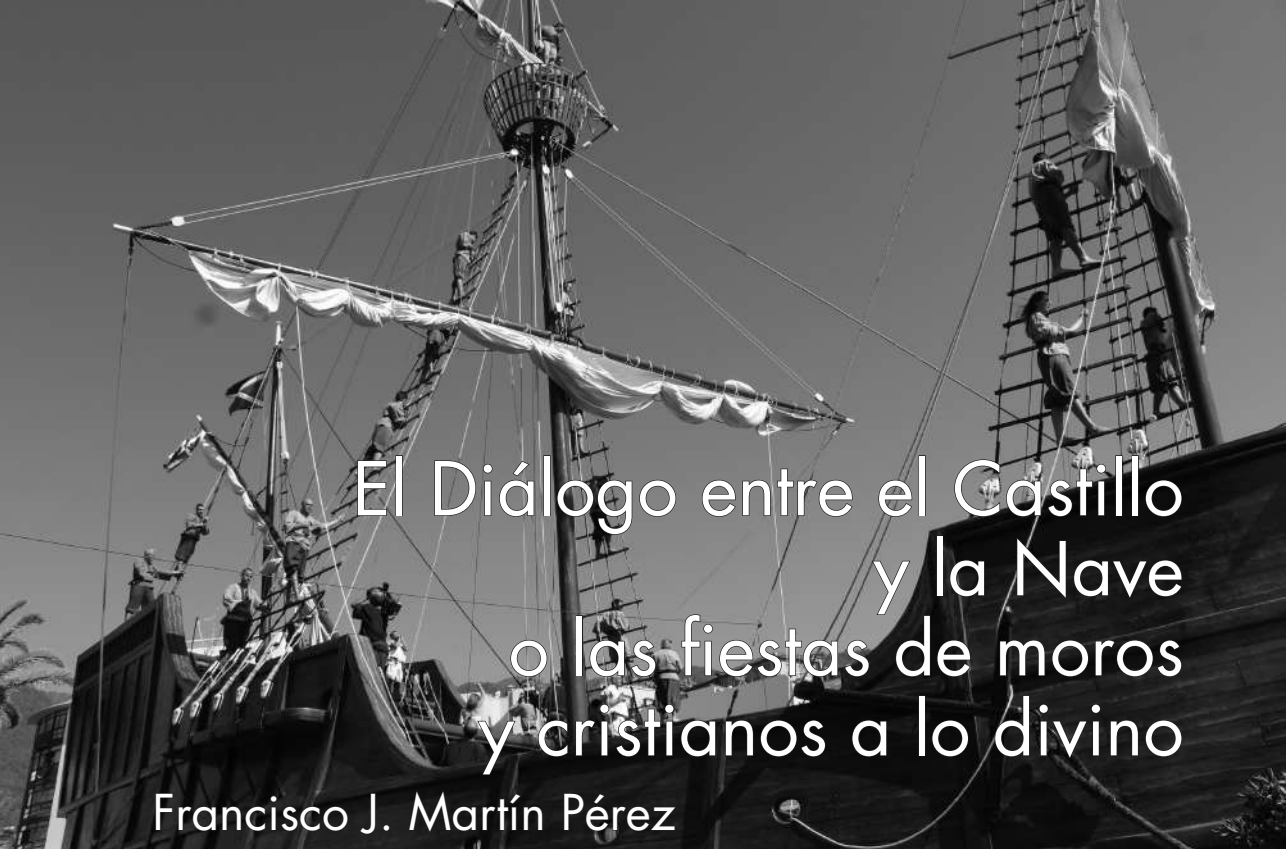 El Diálogo entre el Castillo
y la Nave
o las fiestas de moros
y cristianos a lo divino
Francisco J. Martín Pérez